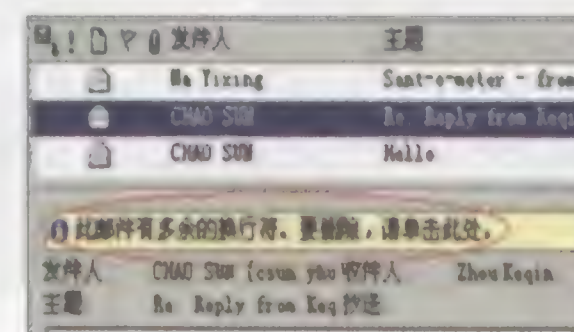 发件人 主题
Ma Yixing Sant-o-meter - from
CHAO SUN Re: Reply from Keqi
CHAO SUN Hello
此邮件有多余的换行符。要删除,请单击此处。
发件人 CHAO SUN 收件人 Zhou Keqin
主题 Re: Reply from Keq 抄送